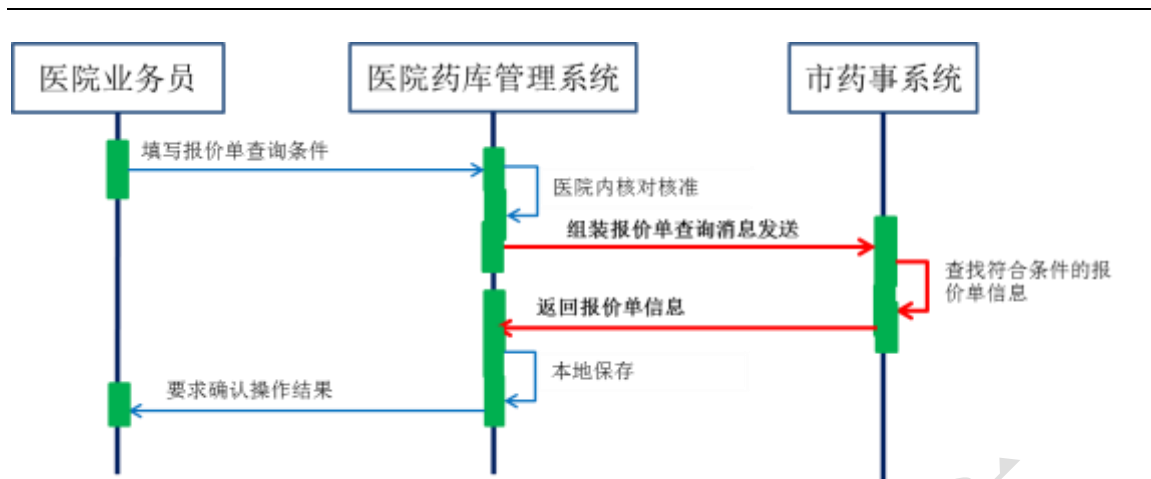 医院业务员
医院药库管理系统
市药事系统
填写报价单查询条件
医院内核对核准
组装报价单查询消息发送
查找符合条件的报
价单信息
返回报价单信息
本地保存
要求确认操作结果